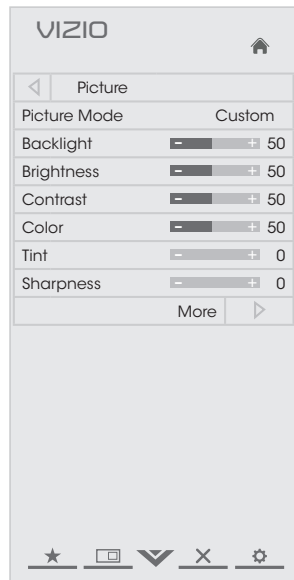 VIZIO
Picture
Picture Mode Custom
Backlight - + 50
Brightness - + 50
Contrast - + 50
Color - + 50
Tint - + 0
Sharpness - + 0
More